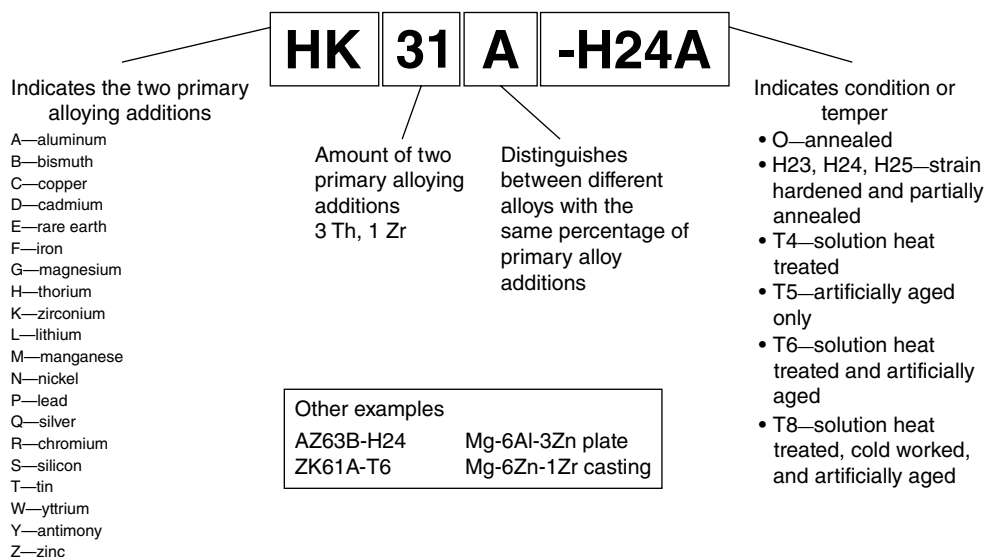 HK 31 A -H24A
Indicates the two primary
alloying additions
A—aluminum
B—bismuth
C—copper
D—cadmium
E—rare earth
F—iron
G—magnesium
H—thorium
K—zirconium
L—lithium
M—manganese
N—nickel
P—lead
Q—silver
R—chromium
S—silicon
T—tin
W—yttrium
Y—antimony
Z—zinc
Amount of two
primary alloying
additions
3 Th, 1 Zr
Distinguishes
between different
alloys with the
same percentage of
primary alloy
additions
Indicates condition or
temper
• O—annealed
• H23, H24, H25—strain
hardened and partially
annealed
• T4—solution heat
treated
• T5—artificially aged
only
• T6—solution heat
treated and artificially
aged
• T8—solution heat
treated, cold worked,
and artificially aged
Other examples
AZ63B-H24 Mg-6Al-3Zn plate
ZK61A-T6 Mg-6Zn-1Zr casting